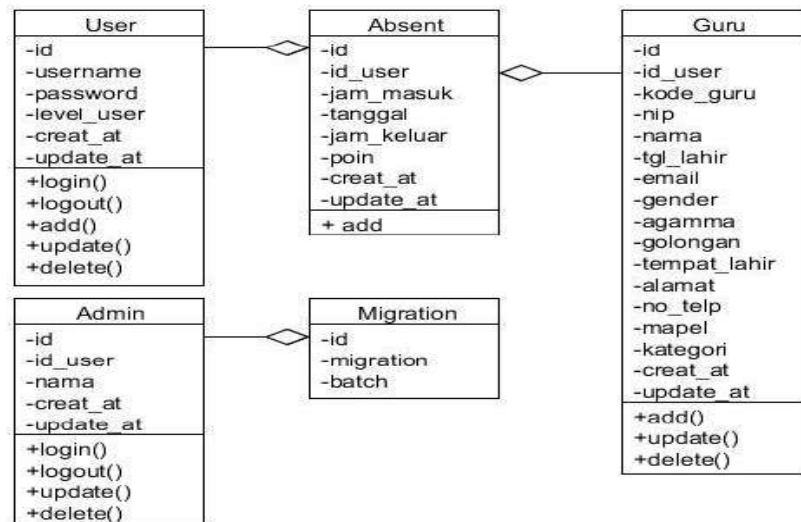 User
-id
-username
-password
-level_user
-creat_at
-update_at
+login()
+logout()
+add()
+update()
+delete()
Absent
-id
-id_user
-jam_masuk
-tanggal
-jam_keluar
-poin
-creat_at
-update_at
+ add
Guru
-id
-id_user
-kode_guru
-nip
-nama
-tgl_lahir
-email
-gender
-agamma
-golongan
-tempat_lahir
-alamat
-no_telp
-mapel
-kategori
-creat_at
-update_at
+add()
+update()
+delete()
Admin
-id
-id_user
-nama
-creat_at
-update_at
+login()
+logout()
+update()
+delete()
Migration
-id
-migration
-batch